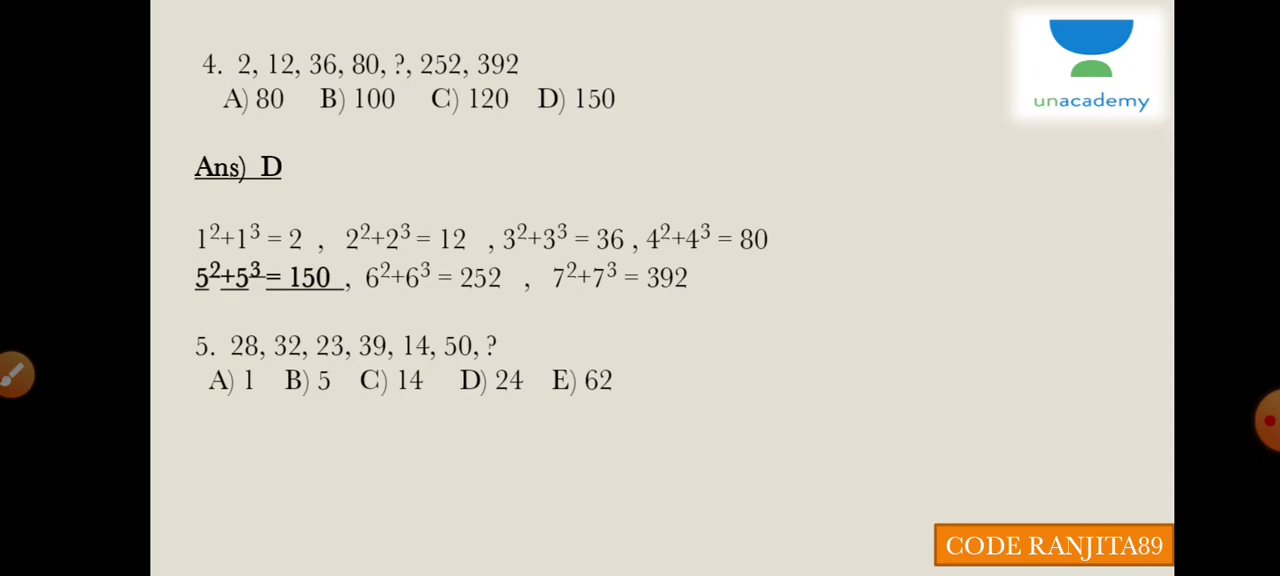 4. 2, 12, 36, 80, ?, 252, 392
A) 80 B) 100 C) 120 D) 150
unacademy
Ans) D
1²+1³ = 2 , 2²+2³ = 12 , 3²+3³ = 36 , 4²+4³ = 80
5²+5³ = 150 , 6²+6³ = 252 , 7²+7³ = 392
5. 28, 32, 23, 39, 14, 50, ?
A) 1 B) 5 C) 14 D) 24 E) 62
CODE RANJITA89